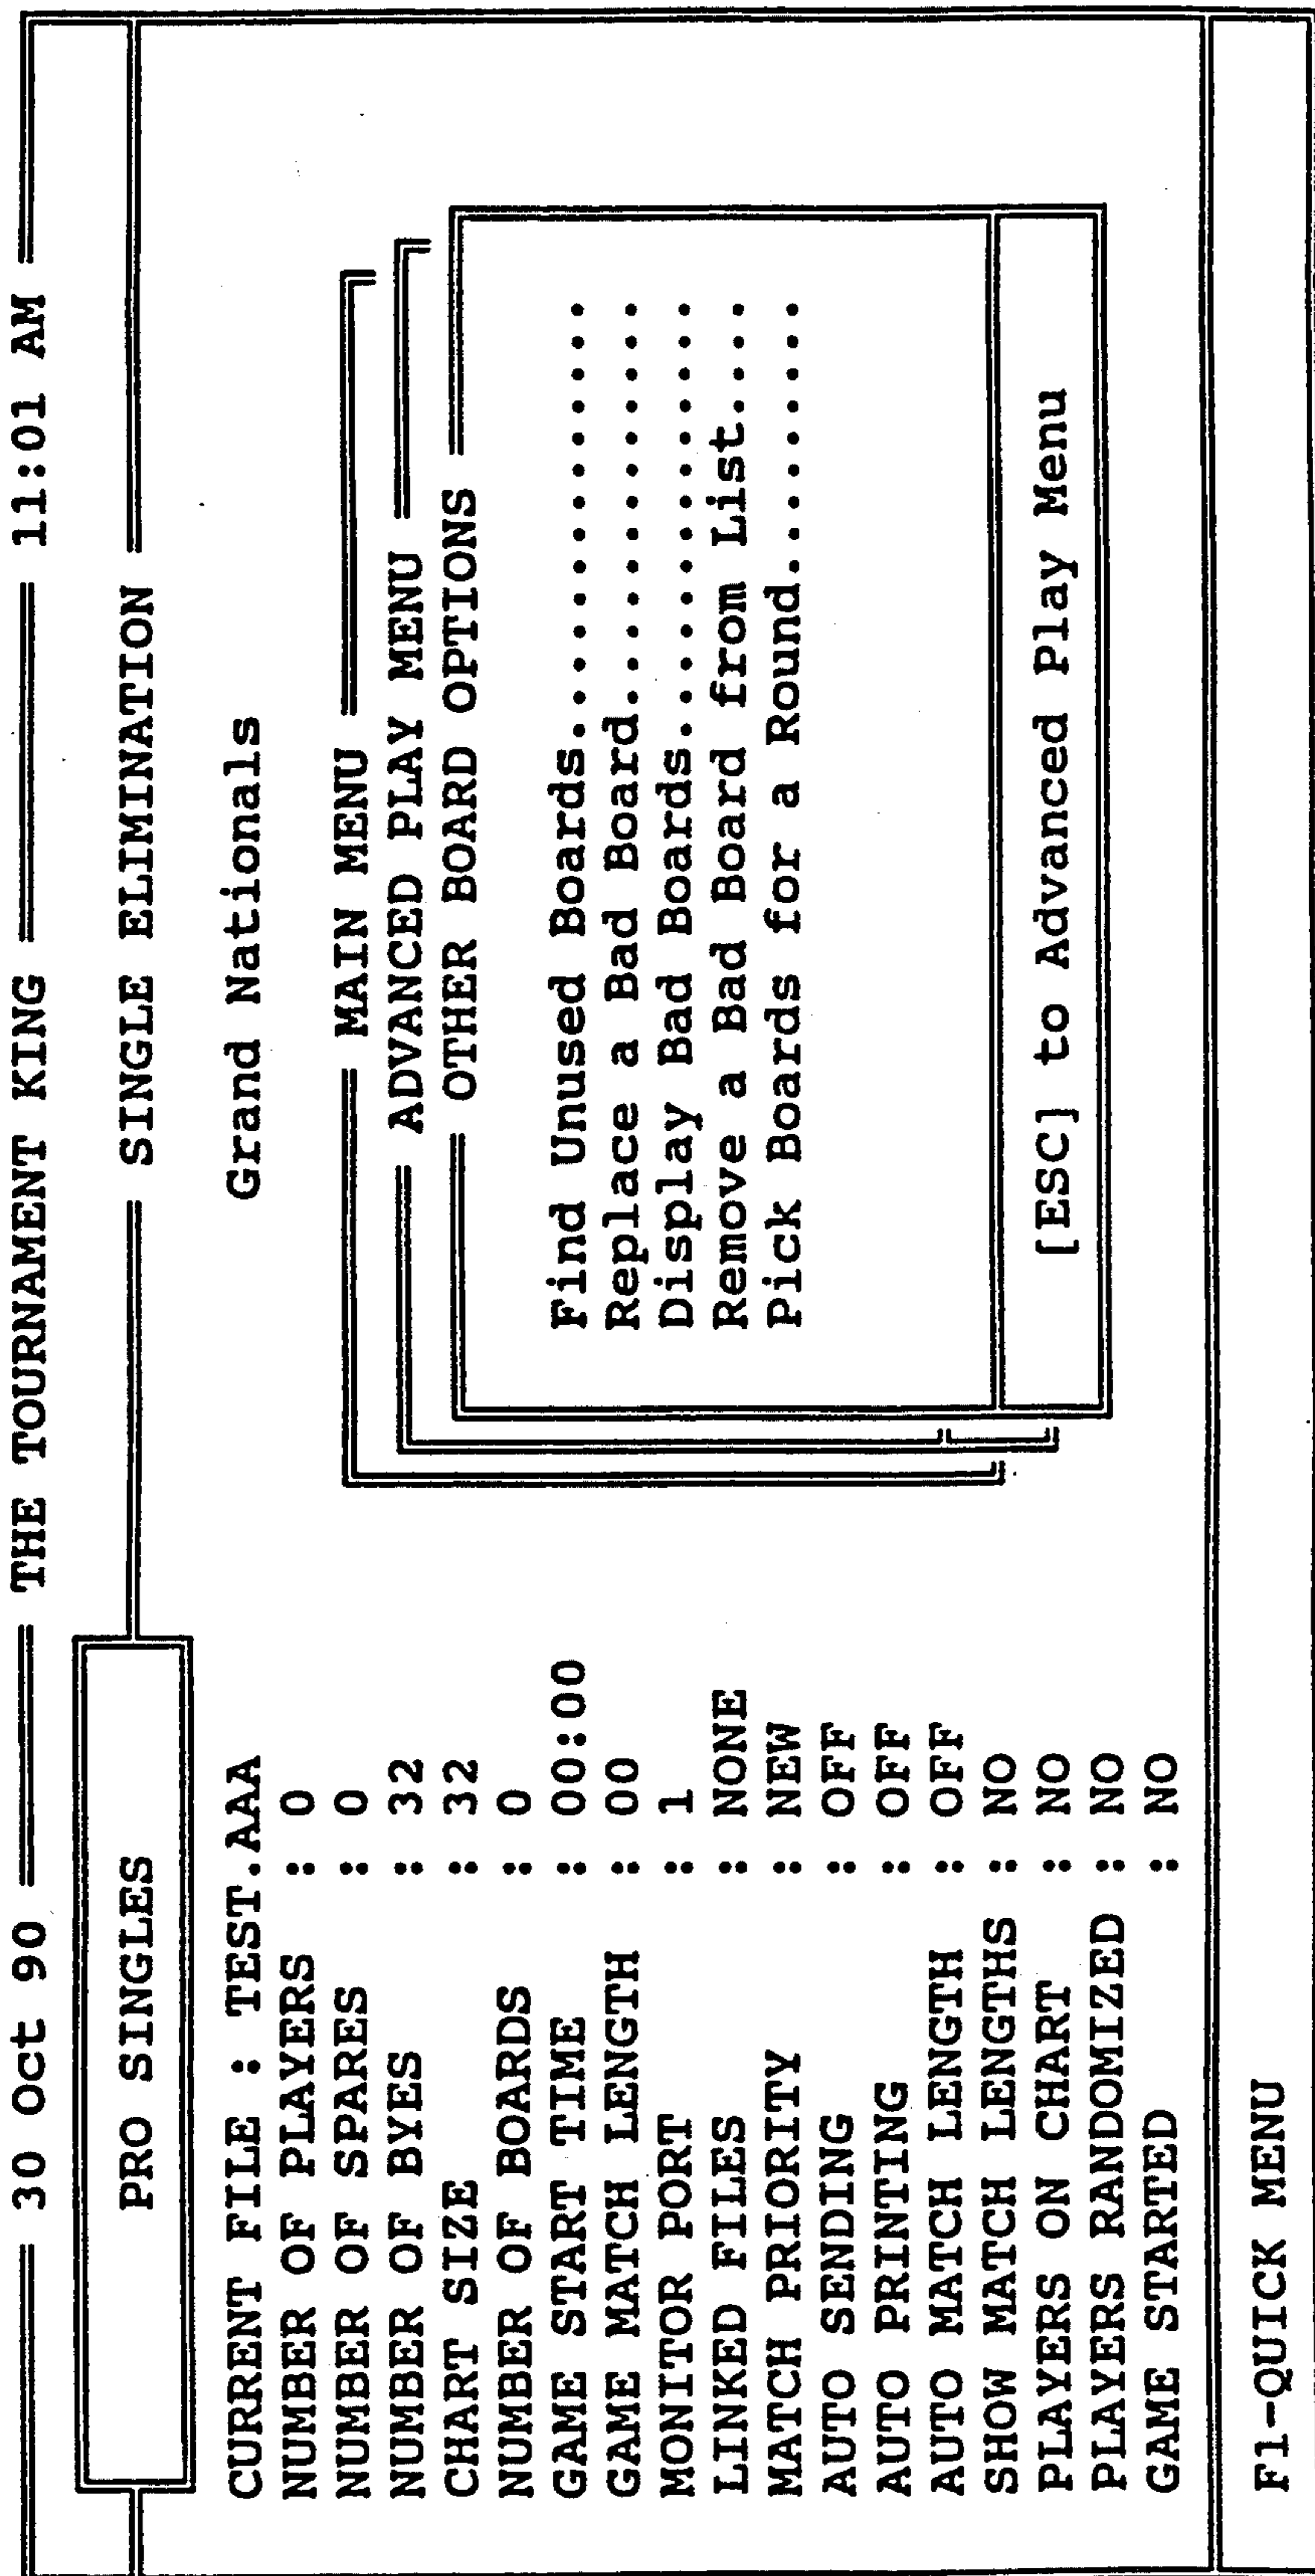 30 Oct 90 THE TOURNAMENT KING 11:01 AM
PRO SINGLES
SINGLE ELIMINATION
Grand Nationals
CURRENT FILE : TEST.AAA
NUMBER OF PLAYERS : 0
NUMBER OF SPARES : 0
NUMBER OF BYES : 32
CHART SIZE : 32
NUMBER OF BOARDS : 0
GAME START TIME : 00:00
GAME MATCH LENGTH : 00
MONITOR PORT : 1
LINKED FILES : NONE
MATCH PRIORITY : NEW
AUTO SENDING : OFF
AUTO PRINTING : OFF
AUTO MATCH LENGTH : OFF
SHOW MATCH LENGTHS : NO
PLAYERS ON CHART : NO
PLAYERS RANDOMIZED : NO
GAME STARTED : NO
MAIN MENU
ADVANCED PLAY MENU
OTHER BOARD OPTIONS
Find Unused Boards..............
Replace a Bad Board.............
Display Bad Boards..............
Remove a Bad Board from List....
Pick Boards for a Round.........
[ESC] to Advanced Play Menu
F1-QUICK MENU